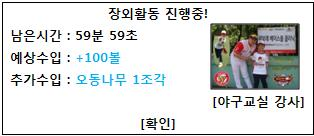 장외활동 진행중!
남은시간 : 59분 59초
예상수입 : +100볼
추가수입 : 오동나무 1조각
[야구교실 강사]
[확인]